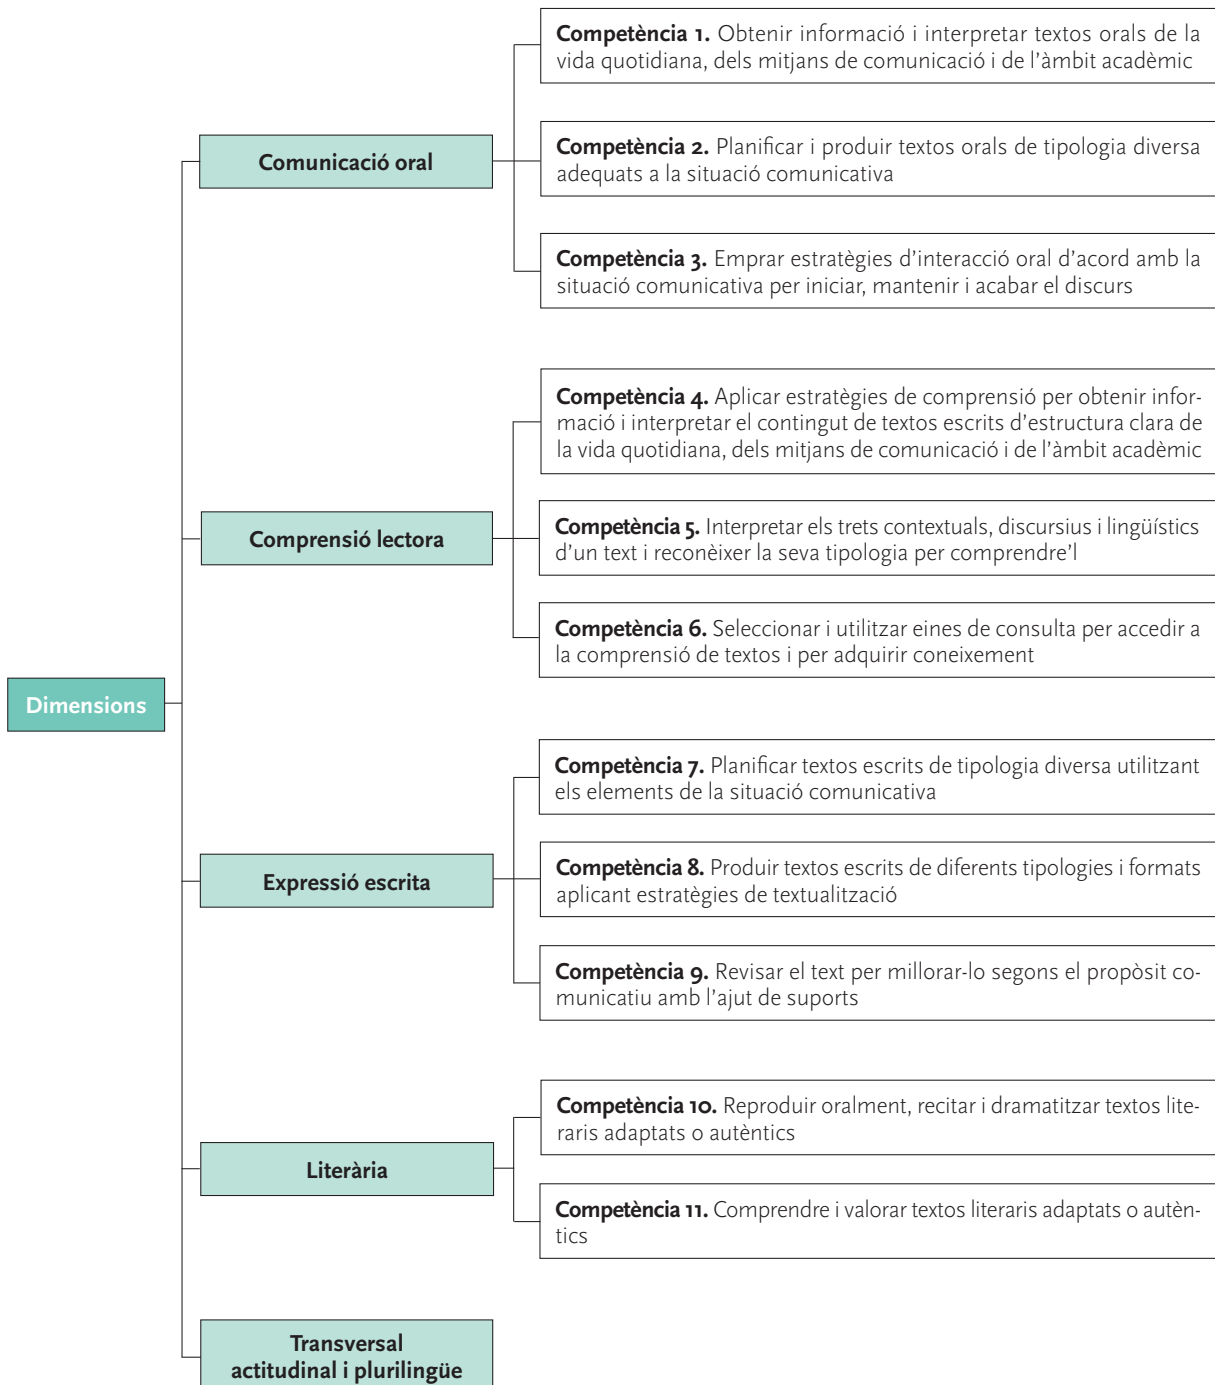 Dimensions
Comunicació oral
Competència 1. Obtenir informació i interpretar textos orals de la
vida quotidiana, dels mitjans de comunicació i de l’àmbit acadèmic
Competència 2. Planificar i produir textos orals de tipologia diversa
adequats a la situació comunicativa
Competència 3. Emprar estratègies d’interacció oral d’acord amb la
situació comunicativa per iniciar, mantenir i acabar el discurs
Comprensió lectora
Competència 4. Aplicar estratègies de comprensió per obtenir infor-
mació i interpretar el contingut de textos escrits d’estructura clara de
la vida quotidiana, dels mitjans de comunicació i de l’àmbit acadèmic
Competència 5. Interpretar els trets contextuals, discursius i lingüístics
d’un text i reconèixer la seva tipologia per comprendre’l
Competència 6. Seleccionar i utilitzar eines de consulta per accedir a
la comprensió de textos i per adquirir coneixement
Expressió escrita
Competència 7. Planificar textos escrits de tipologia diversa utilitzant
els elements de la situació comunicativa
Competència 8. Produir textos escrits de diferents tipologies i formats
aplicant estratègies de textualització
Competència 9. Revisar el text per millorar-lo segons el propòsit co-
municatiu amb l’ajut de suports
Literària
Competència 10. Reproduir oralment, recitar i dramatitzar textos lite-
raris adaptats o autèntics
Competència 11. Comprendre i valorar textos literaris adaptats o autèn-
tics
Transversal
actitudinal i plurilingüe